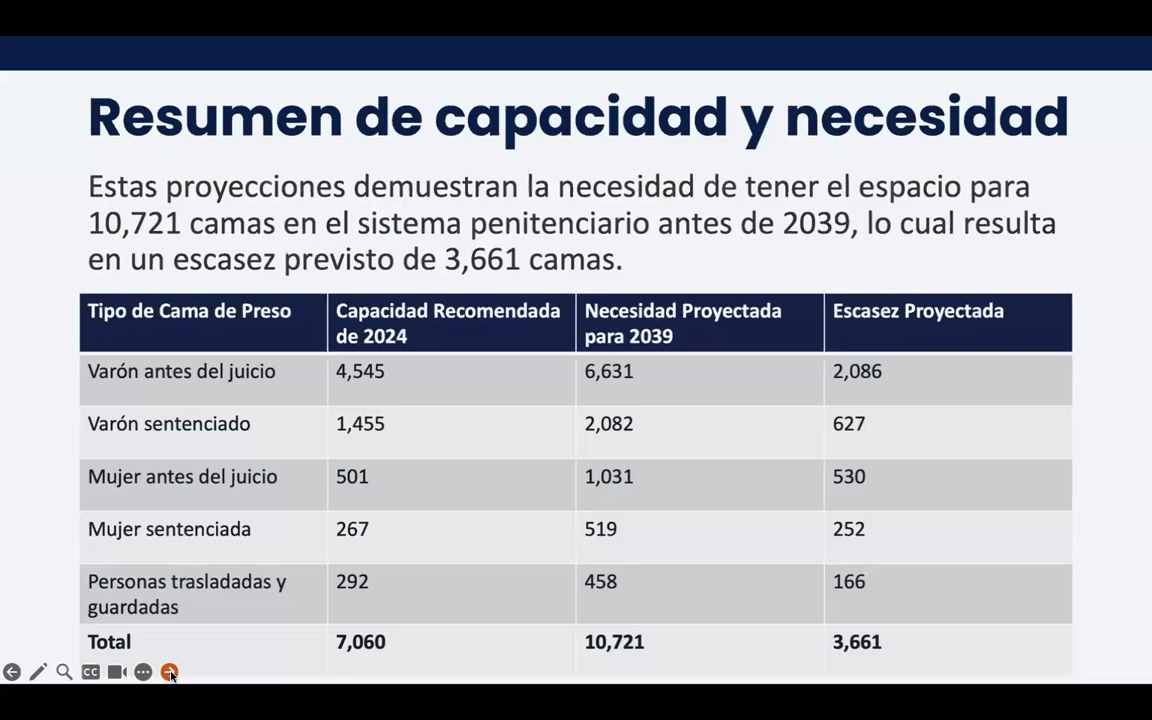 Resumen de capacidad y necesidad
Estas proyecciones demuestran la necesidad de tener el espacio para
10,721 camas en el sistema penitenciario antes de 2039, lo cual resulta
en un escasez previsto de 3,661 camas.
Tipo de Cama de Preso Capacidad Recomendada de 2024 Necesidad Proyectada para 2039 Escasez Proyectada
Varón antes del juicio 4,545 6,631 2,086
Varón sentenciado 1,455 2,082 627
Mujer antes del juicio 501 1,031 530
Mujer sentenciada 267 519 252
Personas trasladadas y guardadas 292 458 166
Total 7,060 10,721 3,661
CC